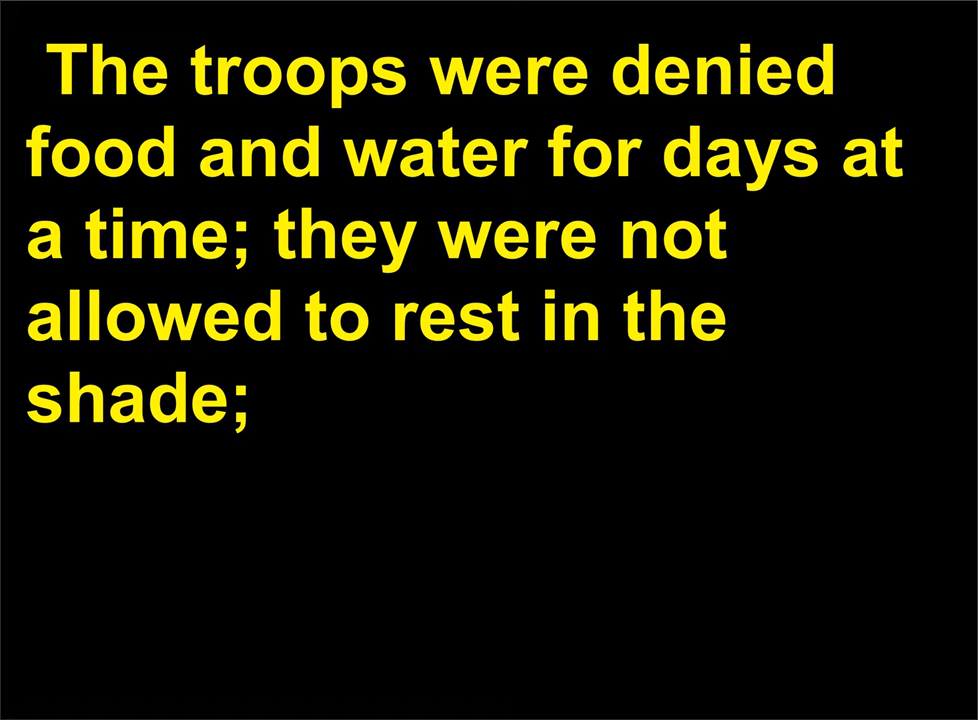 The troops were denied
food and water for days at
a time; they were not
allowed to rest in the
shade;